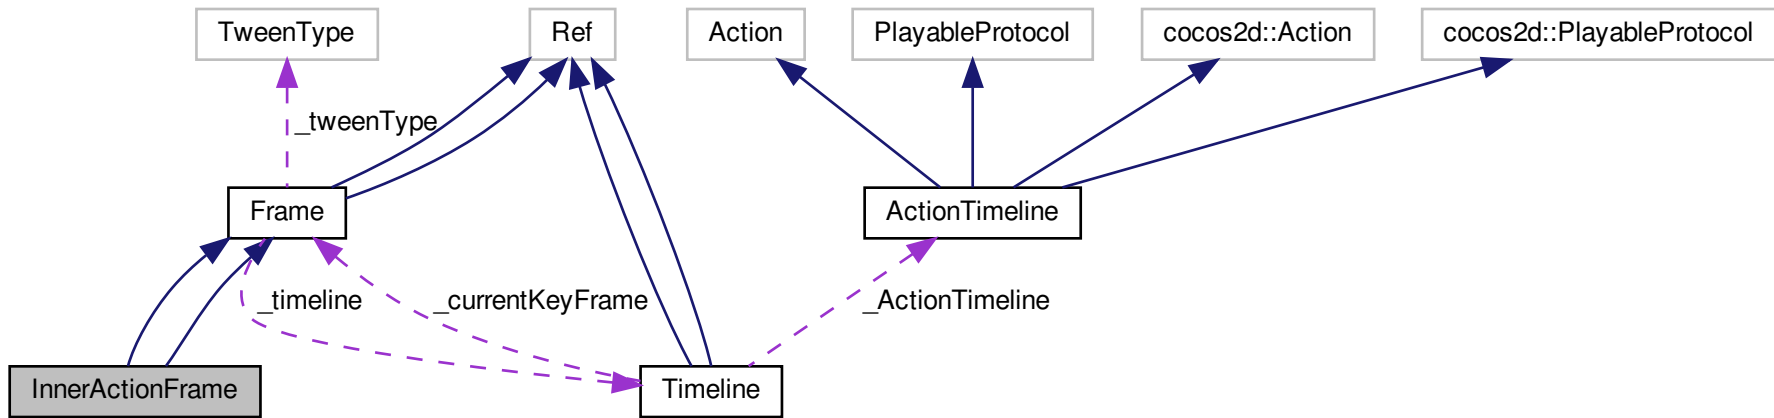 TweenType
Ref
Action
PlayableProtocol
cocos2d::Action
cocos2d::PlayableProtocol
_tweenType
Frame
ActionTimeline
_timeline
_currentKeyFrame
_ActionTimeline
InnerActionFrame
Timeline